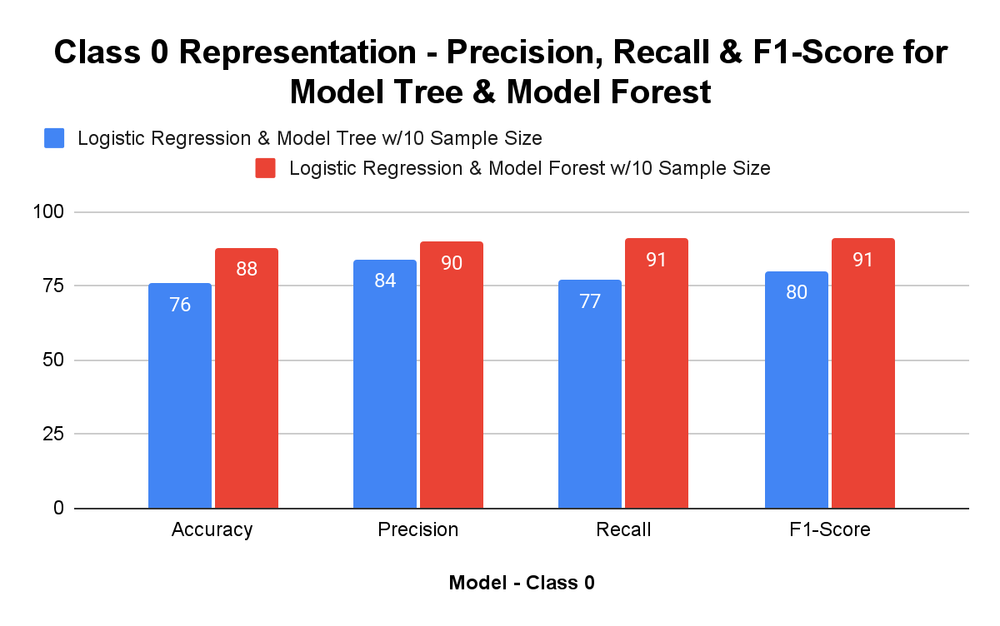 Class 0 Representation - Precision, Recall & F1-Score for
Model Tree & Model Forest
Logistic Regression & Model Tree w/10 Sample Size
Logistic Regression & Model Forest w/10 Sample Size
100
75
50
25
0
76
88
84
90
77
91
80
91
Accuracy
Precision
Recall
F1-Score
Model - Class 0